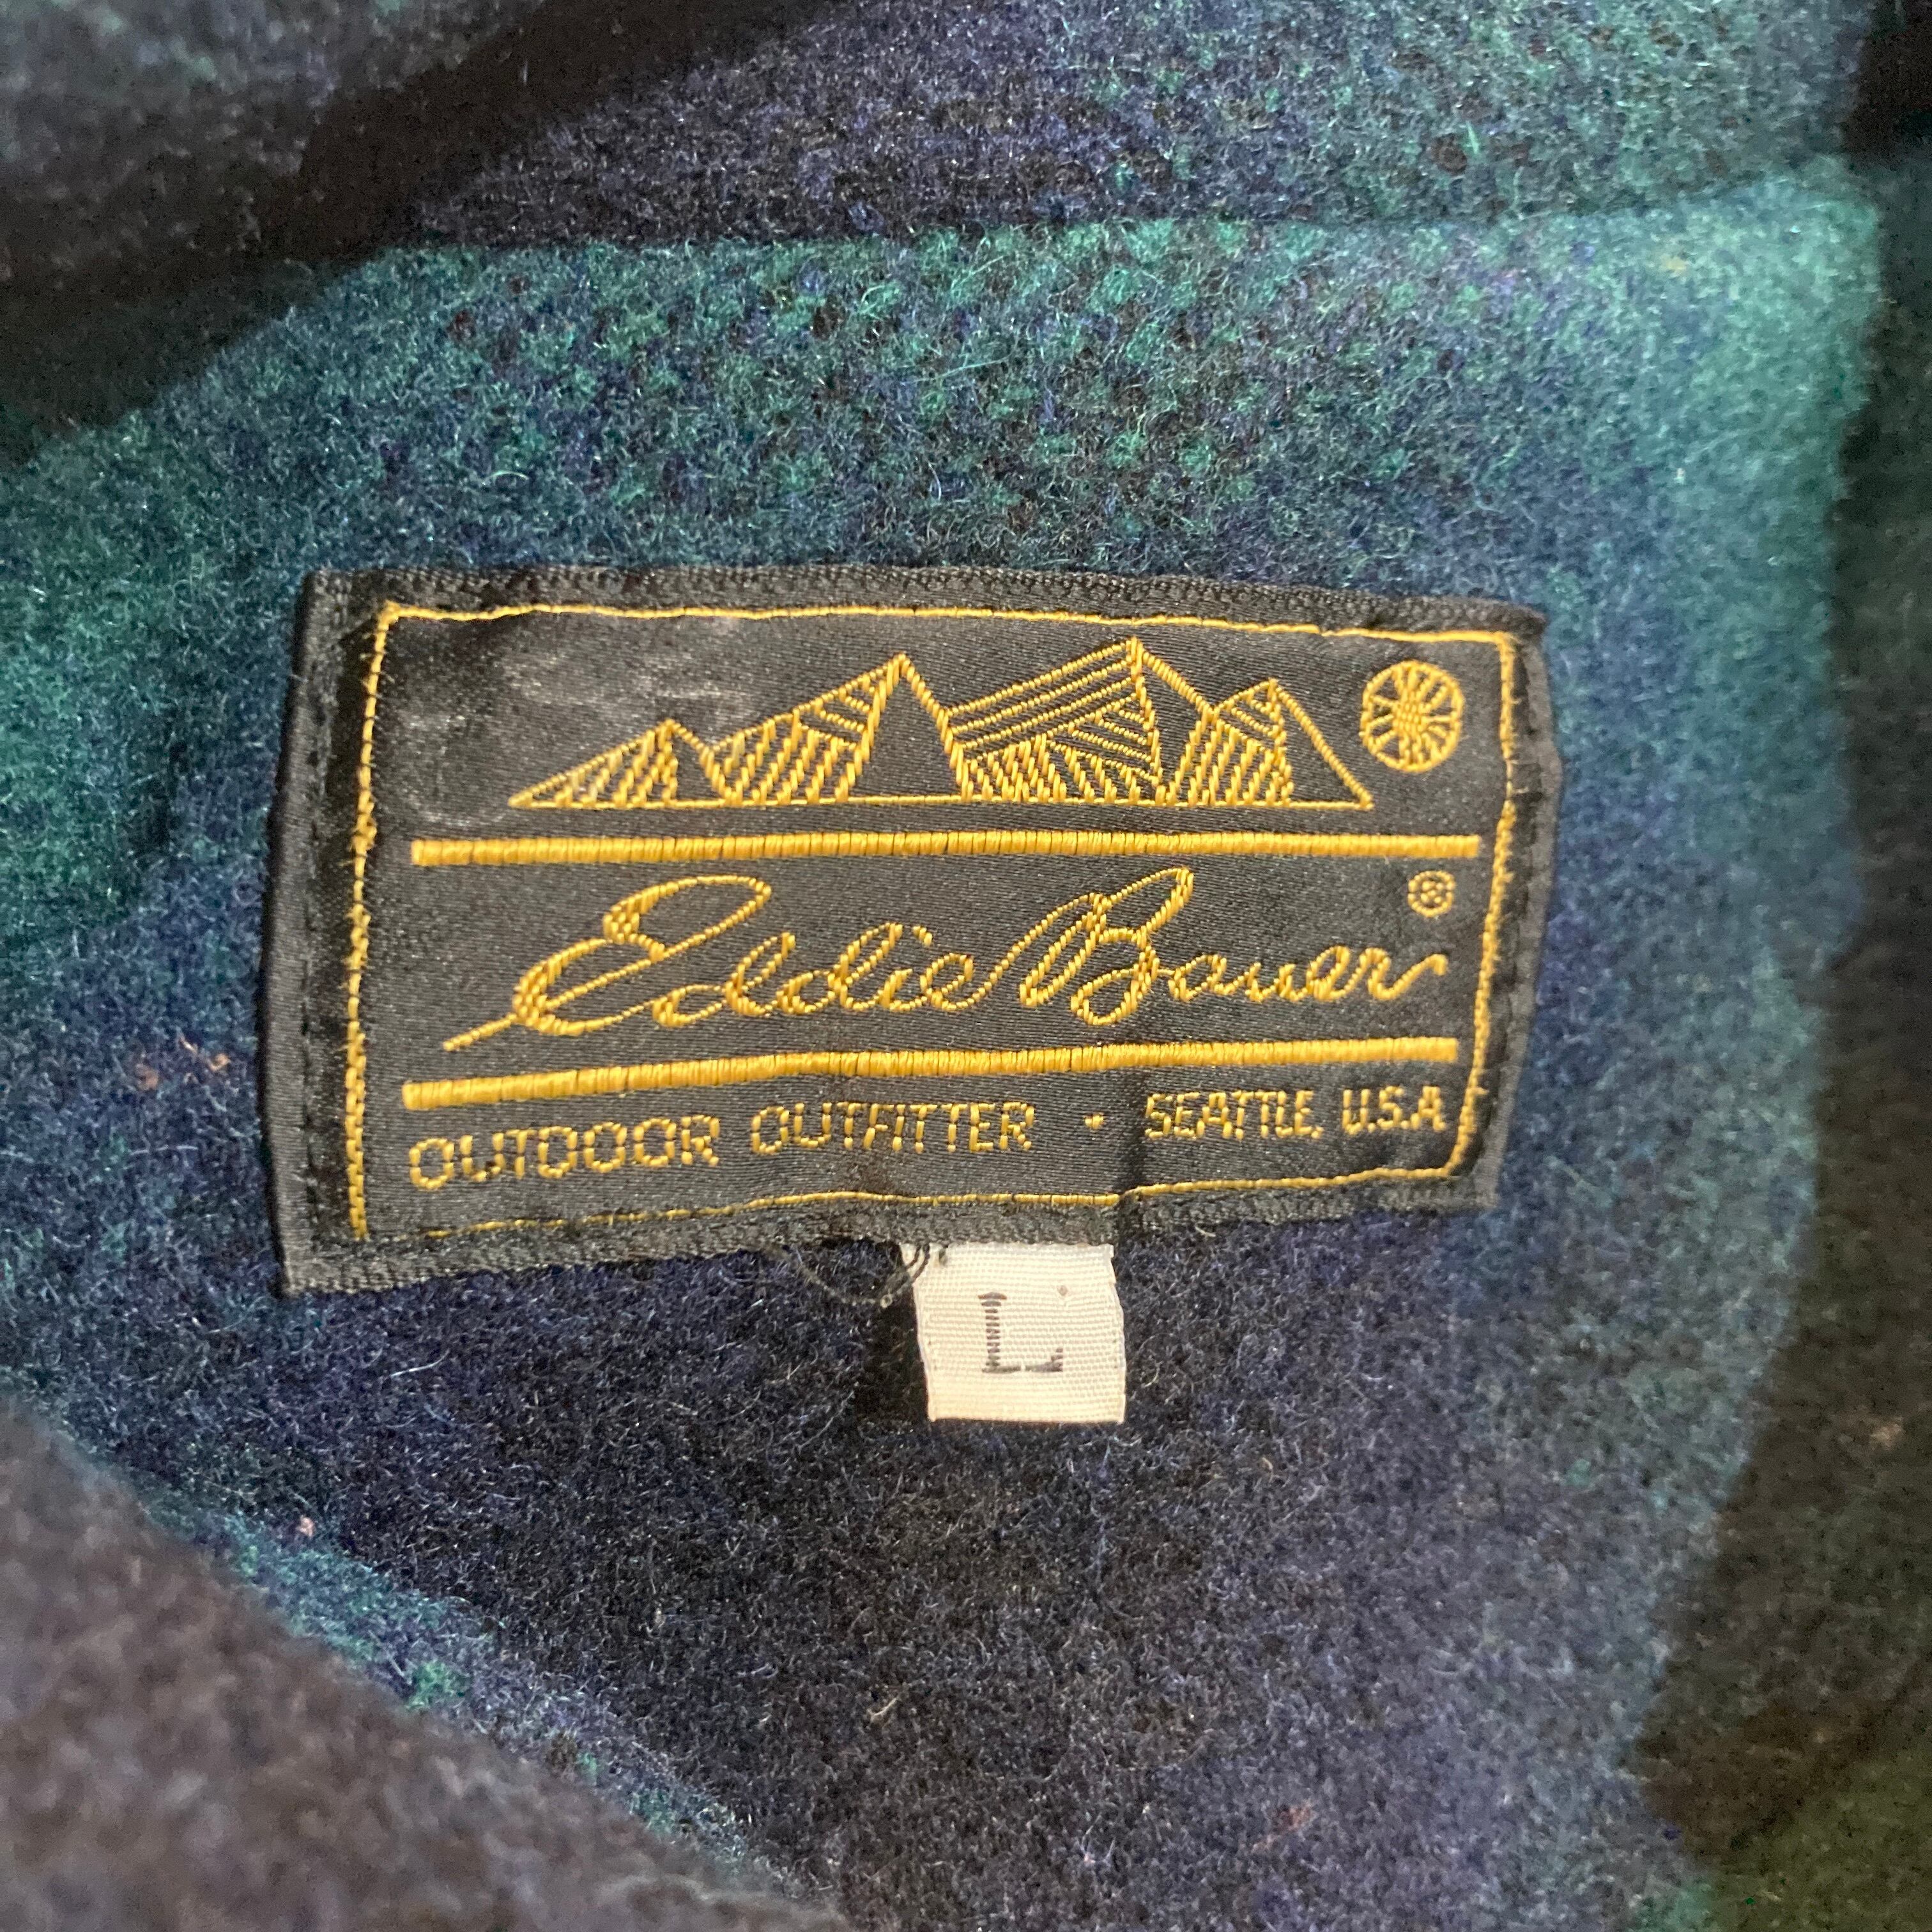 Eddie Bauer ®
OUTDOOR OUTFITTER · SEATTLE, U.S.A
L